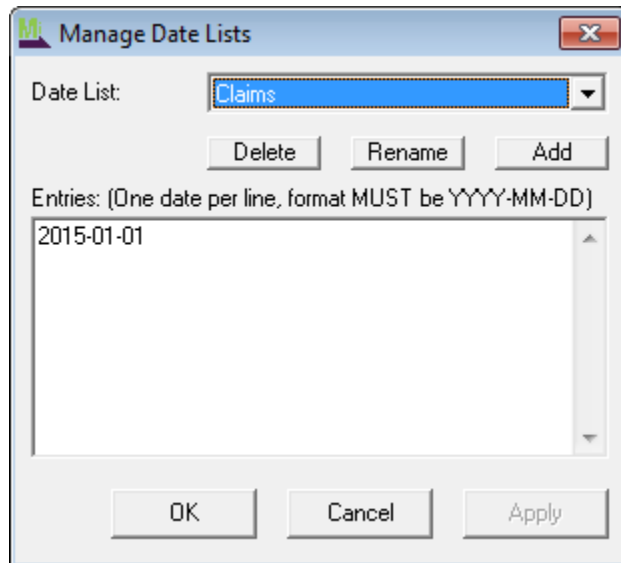 Manage Date Lists
Date List:
Claims
Delete
Rename
Add
Entries: (One date per line, format MUST be YYYY-MM-DD)
2015-01-01
OK
Cancel
Apply